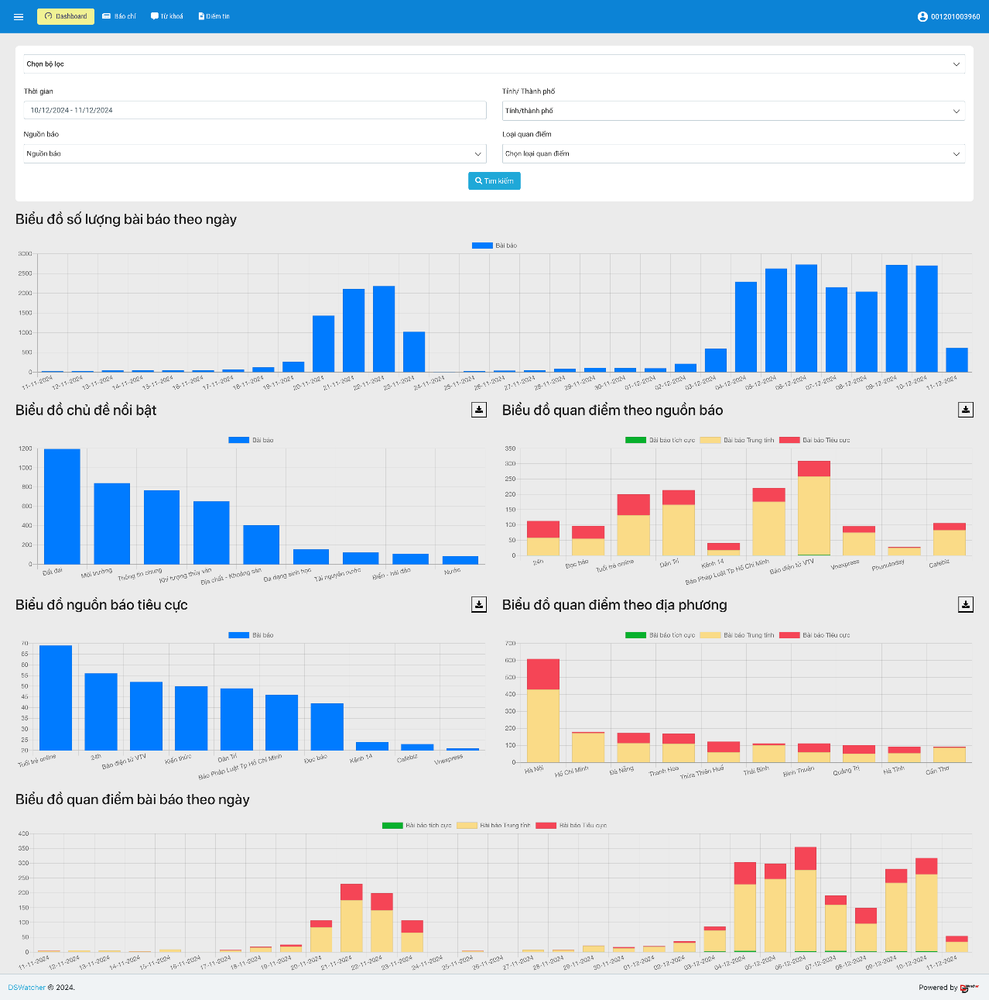 Dashboard Báo chí Từ khoá Điểm tin 001201003960
Chọn bộ lọc
Thời gian Tỉnh/ Thành phố
10/12/2024 - 11/12/2024 Tỉnh/thành phố
Nguồn báo Loại quan điểm
Nguồn báo Chọn loại quan điểm
Tìm kiếm
Biểu đồ số lượng bài báo theo ngày
Bài báo
3000
2500
2000
1500
1000
500
0
11-11-2024 12-11-2024 13-11-2024 14-11-2024 15-11-2024 16-11-2024 17-11-2024 18-11-2024 19-11-2024 20-11-2024 21-11-2024 22-11-2024 23-11-2024 24-11-2024 25-11-2024 26-11-2024 27-11-2024 28-11-2024 29-11-2024 30-11-2024 01-12-2024 02-12-2024 03-12-2024 04-12-2024 05-12-2024 06-12-2024 07-12-2024 08-12-2024 09-12-2024 10-12-2024 11-12-2024
Biểu đồ chủ đề nổi bật
Bài báo
1200
1000
800
600
400
200
0
Đất đai Môi trường Thông tin chung Khí tượng thủy văn Địa chất - Khoáng sản Đa dạng sinh học Tài nguyên nước Biển - hải đảo Nước
Biểu đồ quan điểm theo nguồn báo
Bài báo tích cực Bài báo Trung tính Bài báo Tiêu cực
350
300
250
200
150
100
50
0
24h Đọc báo Tuổi trẻ online Dân Trí Kênh 14 Báo Pháp Luật Tp Hồ Chí Minh Báo điện tử VTV Vnexpress Phunutoday Cafebiz
Biểu đồ nguồn báo tiêu cực
Bài báo
70
65
60
55
50
45
40
35
30
25
20
Tuổi trẻ online 24h Báo điện tử VTV Kiến thức Dân Trí Báo Pháp Luật Tp Hồ Chí Minh Đọc báo Kênh 14 Cafebiz Vnexpress
Biểu đồ quan điểm theo địa phương
Bài báo tích cực Bài báo Trung tính Bài báo Tiêu cực
700
600
500
400
300
200
100
0
Hà Nội Hồ Chí Minh Đà Nẵng Thanh Hóa Thừa Thiên Huế Thái Bình Bình Thuận Quảng Trị Hà Tĩnh Cần Thơ
Biểu đồ quan điểm bài báo theo ngày
Bài báo tích cực Bài báo Trung tính Bài báo Tiêu cực
400
350
300
250
200
150
100
50
0
11-11-2024 12-11-2024 13-11-2024 14-11-2024 15-11-2024 16-11-2024 17-11-2024 18-11-2024 19-11-2024 20-11-2024 21-11-2024 22-11-2024 23-11-2024 24-11-2024 25-11-2024 26-11-2024 27-11-2024 28-11-2024 29-11-2024 30-11-2024 01-12-2024 02-12-2024 03-12-2024 04-12-2024 05-12-2024 06-12-2024 07-12-2024 08-12-2024 09-12-2024 10-12-2024 11-12-2024
DSWatcher © 2024. Powered by